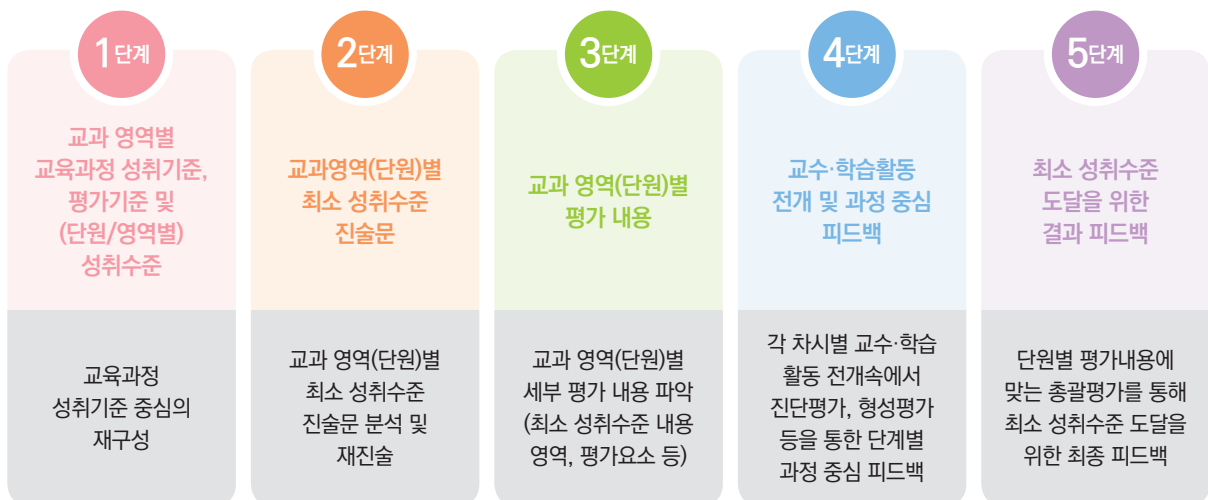 1단계
교과 영역별
교육과정 성취기준,
평가기준 및
(단원/영역별)
성취수준
교육과정
성취기준 중심의
재구성
2단계
교과영역(단원)별
최소 성취수준
진술문
교과 영역(단원)별
최소 성취수준
진술문 분석 및
재진술
3단계
교과 영역(단원)별
평가 내용
교과 영역(단원)별
세부 평가 내용 파악
(최소 성취수준 내용
영역, 평가요소 등)
4단계
교수·학습활동
전개 및 과정 중심
피드백
각 차시별 교수·학습
활동 전개속에서
진단평가, 형성평가
등을 통한 단계별
과정 중심 피드백
5단계
최소 성취수준
도달을 위한
결과 피드백
단원별 평가내용에
맞는 총괄평가를 통해
최소 성취수준 도달을
위한 최종 피드백